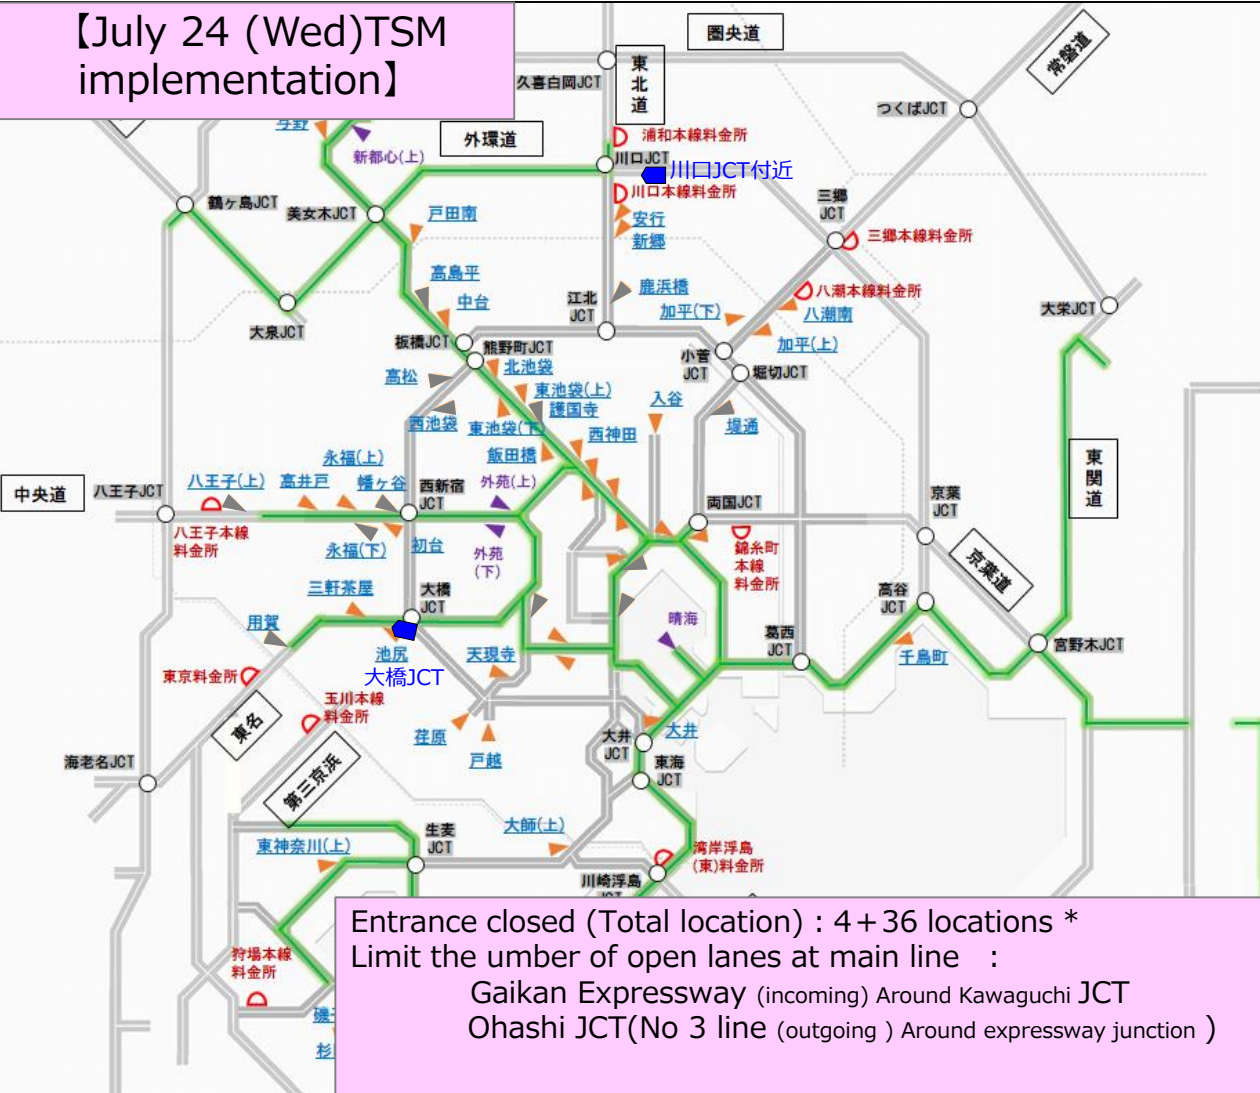 【July 24 (Wed)TSM
implementation】
圏央道
常磐道
東
北
道
久喜白岡JCT
つくばJCT
外環道
浦和本線料金所
与野
新都心(上)
川口JCT
川口JCT付近
川口本線料金所
鶴ヶ島JCT
美女木JCT
戸田南
安行
新郷
三郷
JCT
三郷本線料金所
高島平
中台
江北
JCT
鹿浜橋
加平(下)
八潮本線料金所
八潮南
大栄JCT
大泉JCT
板橋JCT
熊野町JCT
加平(上)
小菅
JCT
堀切JCT
高松
北池袋
東池袋(上)
護国寺
入谷
西池袋
東池袋(下)
西神田
堤通
飯田橋
永福(上)
中央道
八王子JCT
八王子(上)
高井戸
幡ヶ谷
西新宿
JCT
外苑(上)
両国JCT
京葉
JCT
東
関
道
八王子本線
料金所
永福(下)
初台
外苑
(下)
錦糸町
本線
料金所
京葉道
三軒茶屋
大橋
JCT
高谷
JCT
用賀
晴海
葛西
JCT
宮野木JCT
池尻
大橋JCT
天現寺
千鳥町
東京料金所
玉川本線
料金所
東名
荏原
戸越
大井
JCT
大井
海老名JCT
東海
JCT
第三京浜
東神奈川(上)
生麦
JCT
大師(上)
湾岸浮島
(東)料金所
川崎浮島
狩場本線
料金所
Entrance closed (Total location) : 4+36 locations *
Limit the umber of open lanes at main line :
Gaikan Expressway (incoming) Around Kawaguchi JCT
Ohashi JCT(No 3 line (outgoing ) Around expressway junction )